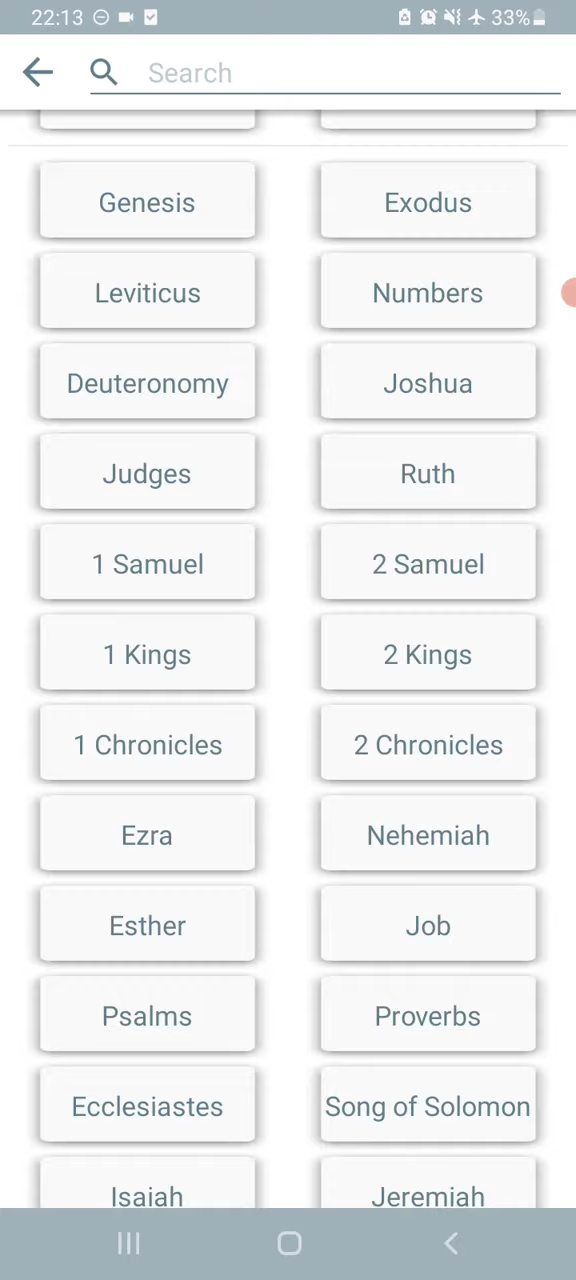 22:13 33%
Search
Genesis Exodus
Leviticus Numbers
Deuteronomy Joshua
Judges Ruth
1 Samuel 2 Samuel
1 Kings 2 Kings
1 Chronicles 2 Chronicles
Ezra Nehemiah
Esther Job
Psalms Proverbs
Ecclesiastes Song of Solomon
Isaiah Jeremiah